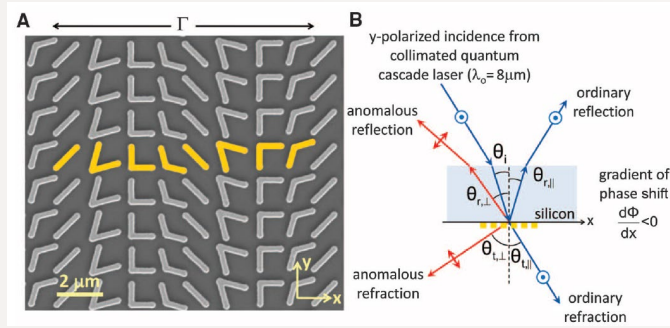 A
Γ
2 μm
y
x
B
y-polarized incidence from
collimated quantum
cascade laser (λo= 8μm)
ordinary
reflection
anomalous
reflection
θi
θr,∥
θr,⊥
gradient of
phase shift
dΦ/dx <0
silicon
x
θt,⊥
θt,∥
anomalous
refraction
ordinary
refraction